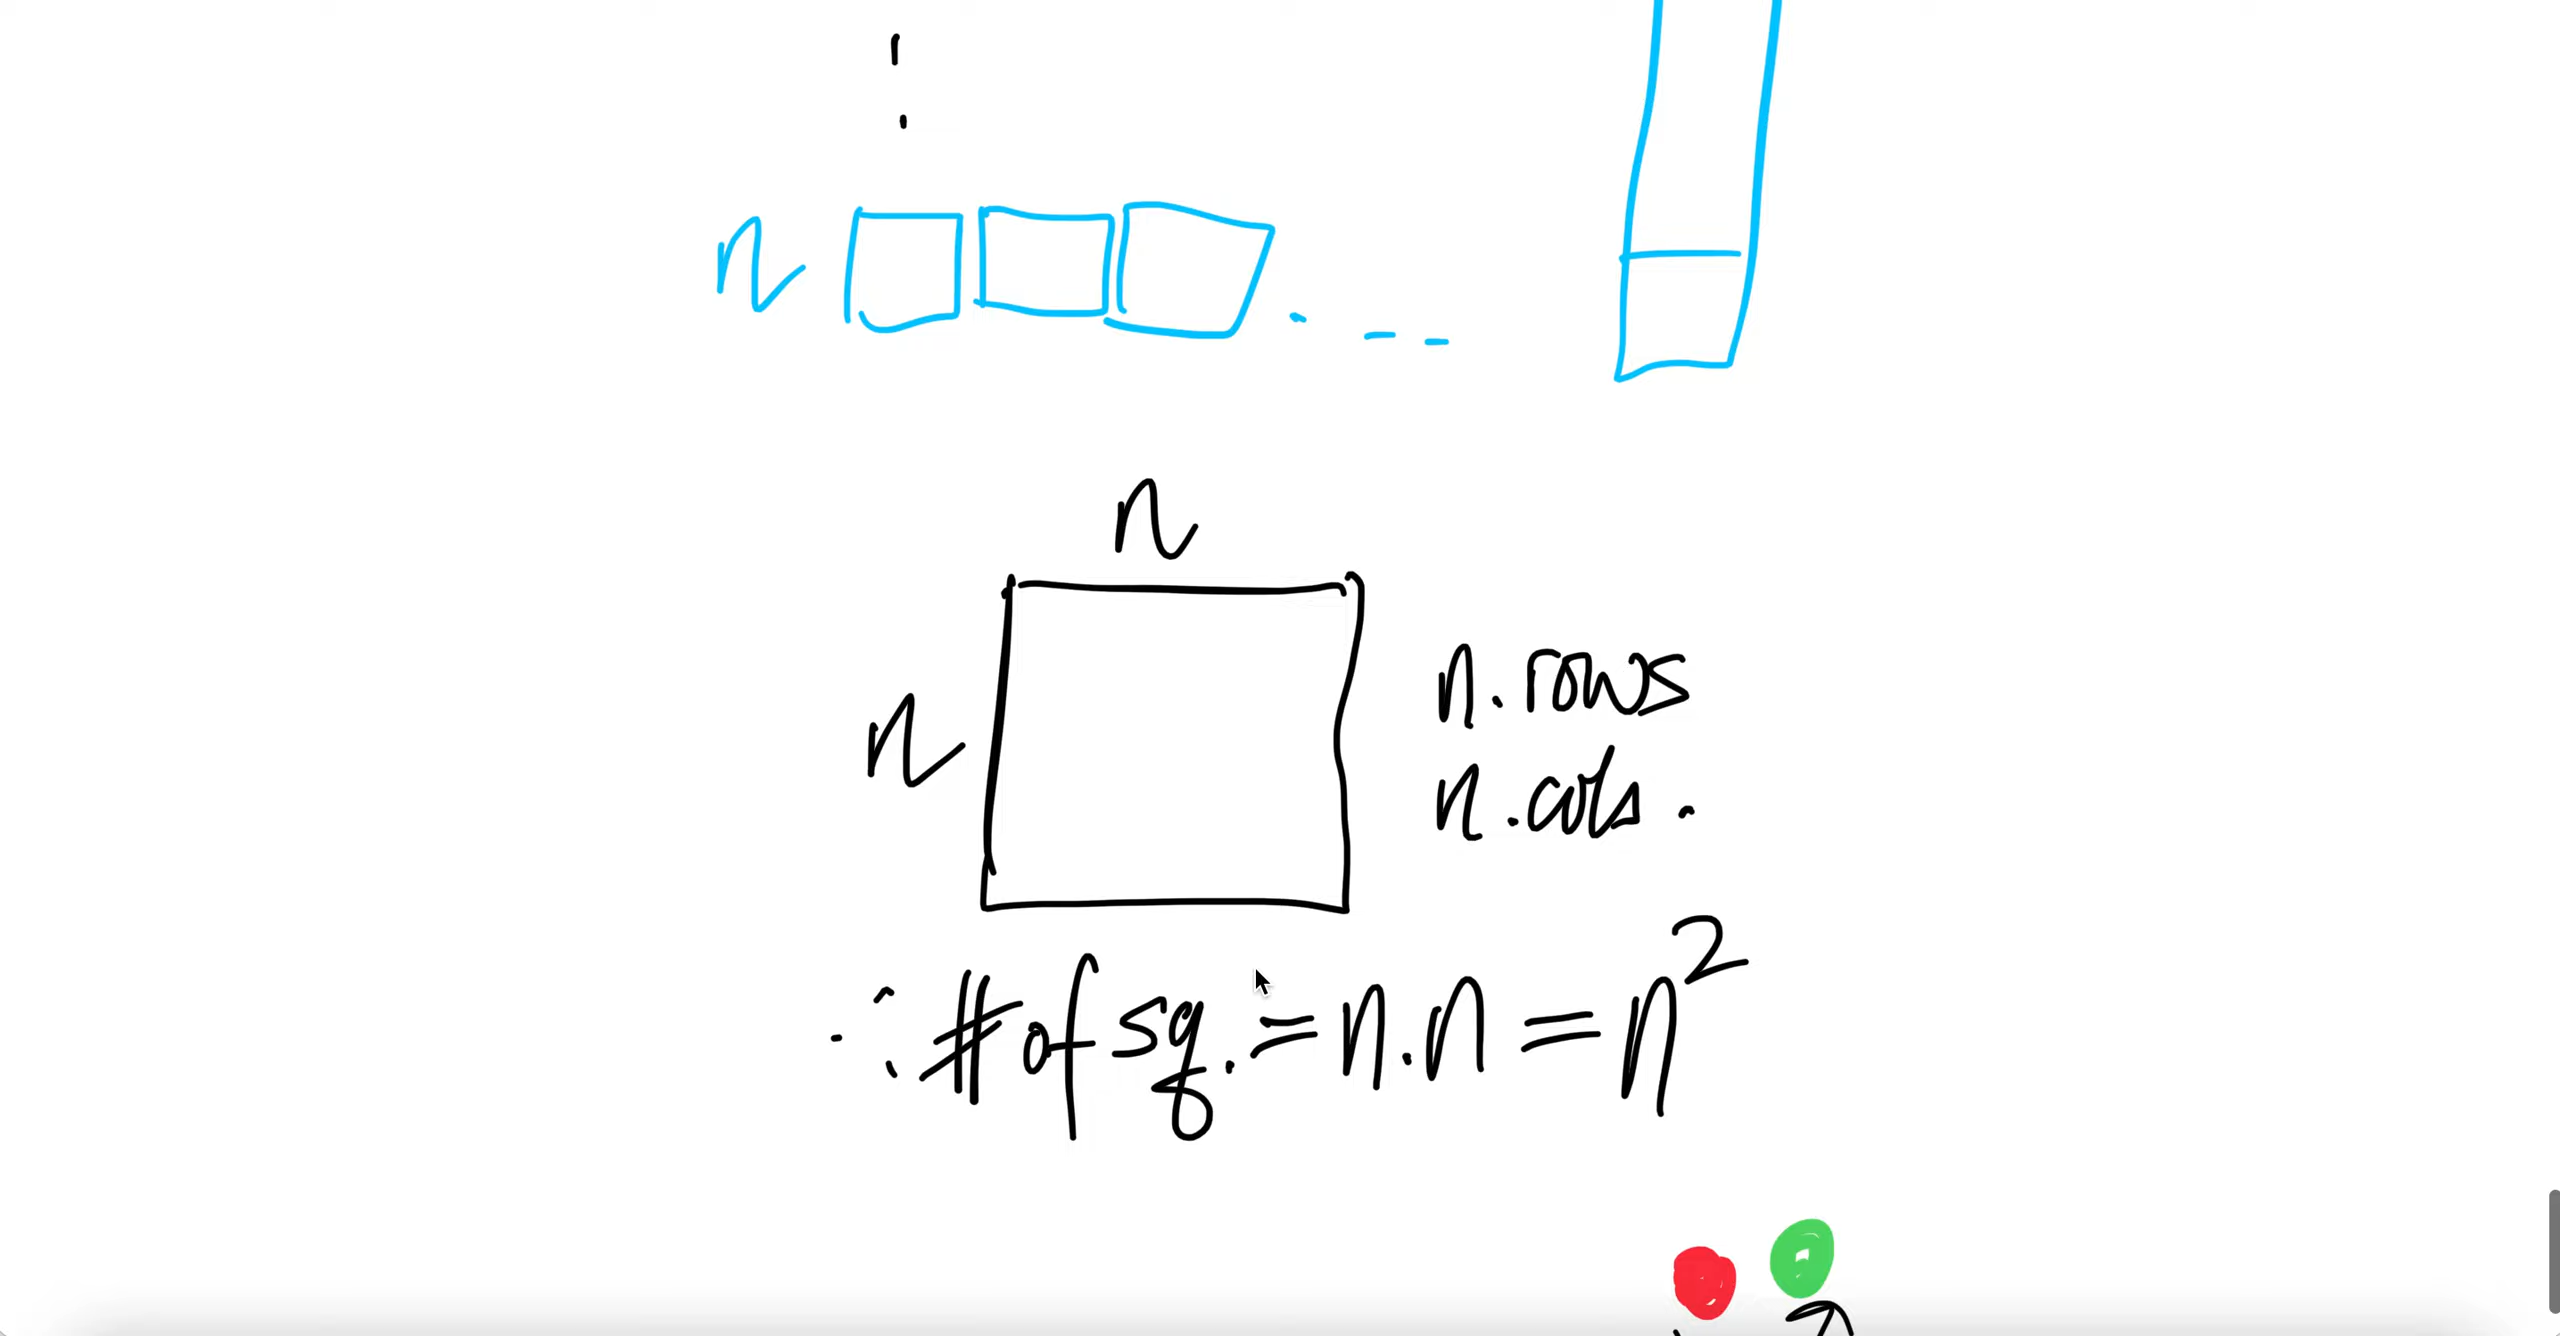 n
n
n
n.rows
n.cols.
∴ # of sq. = n.n = n²